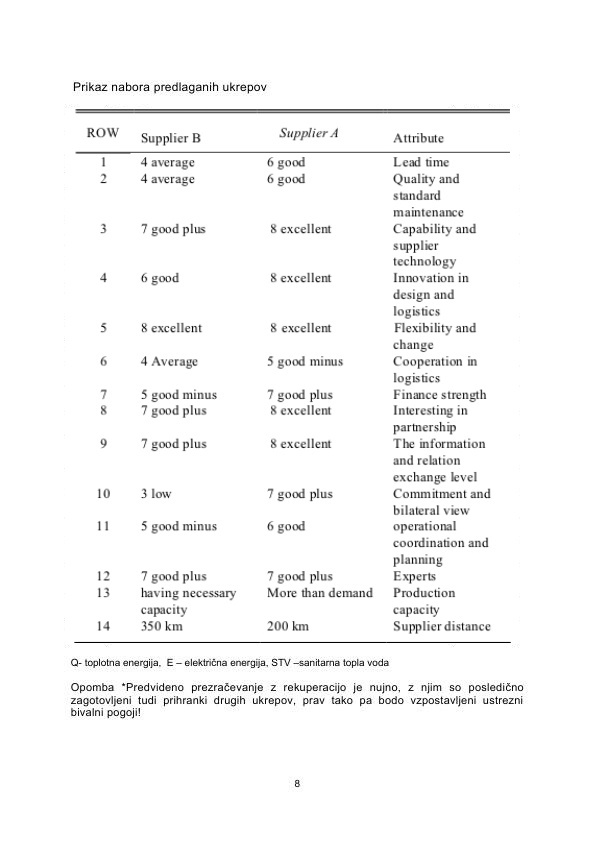 Prikaz nabora predlaganih ukrepov
ROW Supplier B Supplier A Attribute
1 4 average 6 good Lead time
2 4 average 6 good Quality and
standard
maintenance
3 7 good plus 8 excellent Capability and
supplier
technology
4 6 good 8 excellent Innovation in
design and
logistics
5 8 excellent 8 excellent Flexibility and
change
6 4 Average 5 good minus Cooperation in
logistics
7 5 good minus 7 good plus Finance strength
8 7 good plus 8 excellent Interesting in
partnership
9 7 good plus 8 excellent The information
and relation
exchange level
10 3 low 7 good plus Commitment and
bilateral view
11 5 good minus 6 good operational
coordination and
planning
12 7 good plus 7 good plus Experts
13 having necessary More than demand Production
capacity capacity
14 350 km 200 km Supplier distance
Q- toplotna energija, E – električna energija, STV –sanitarna topla voda
Opomba *Predvideno prezračevanje z rekuperacijo je nujno, z njim so posledično
zagotovljeni tudi prihranki drugih ukrepov, prav tako pa bodo vzpostavljeni ustrezni
bivalni pogoji!
8